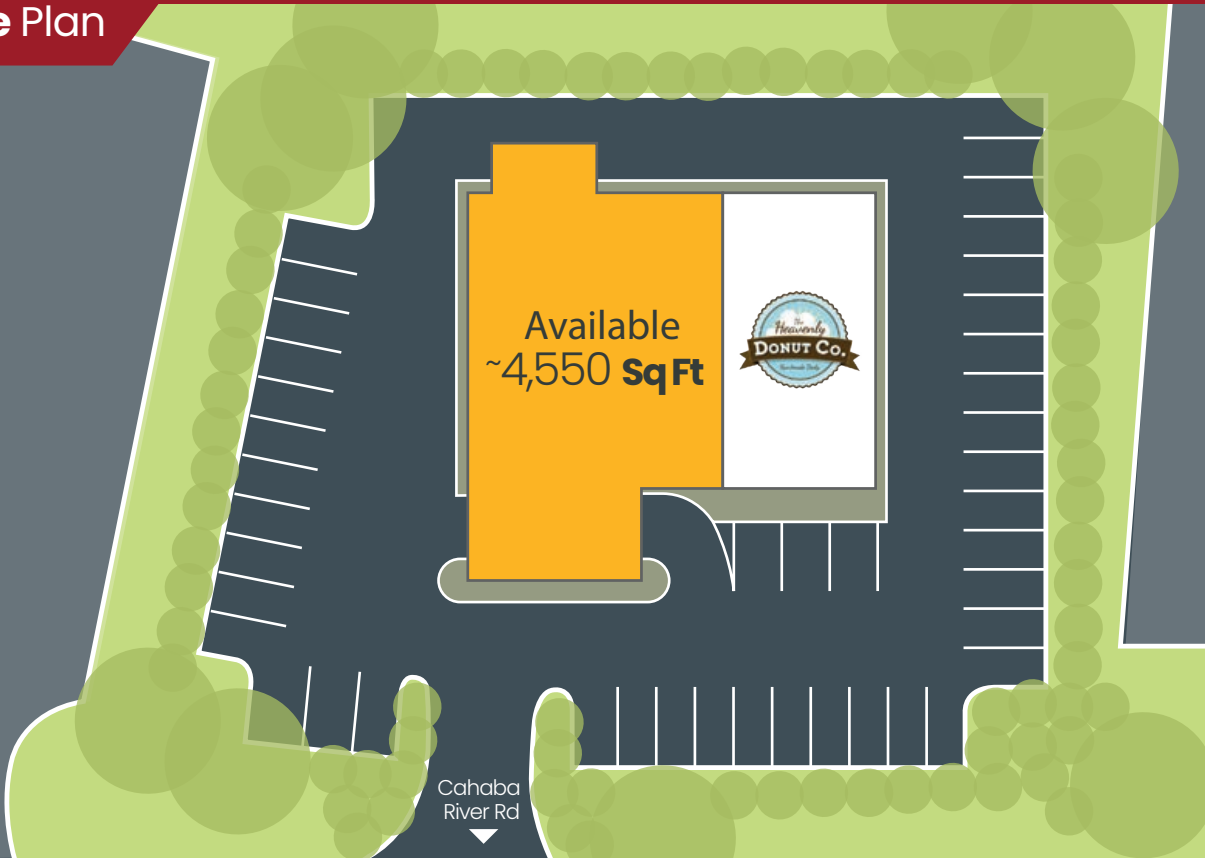 e Plan
Available
~4,550 Sq Ft
The
Heavenly
DONUT CO.
Cahaba
River Rd